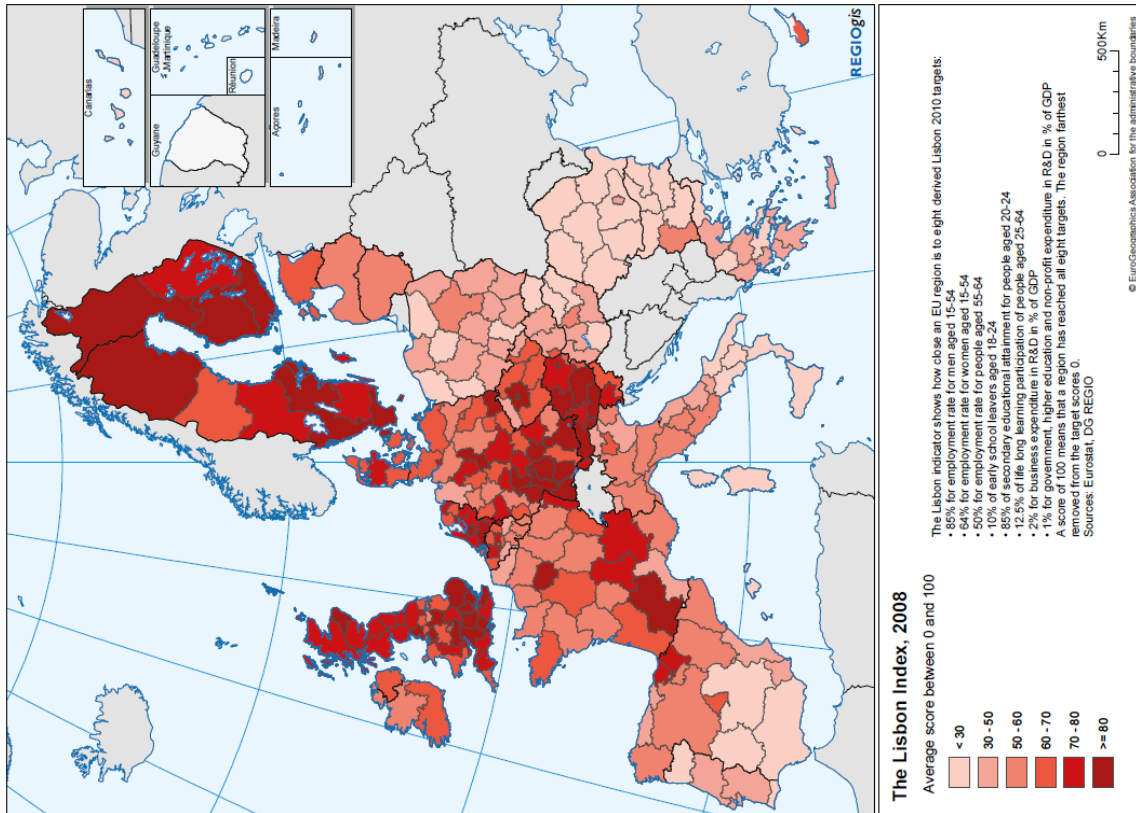 Canarias
Guyane
Guadeloupe
Martinique
Réunion
Açores
Madeira
REGIOgis
The Lisbon Index, 2008
Average score between 0 and 100
< 30
30 - 50
50 - 60
60 - 70
70 - 80
>= 80
The Lisbon indicator shows how close an EU region is to eight derived Lisbon 2010 targets:
• 85% for employment rate for men aged 15-54
• 64% for employment rate for women aged 15-54
• 50% for employment rate for people aged 55-64
• 10% of early school leavers aged 18-24
• 85% of secondary educational attainment for people aged 20-24
• 12.5% of life long learning participation of people aged 25-64
• 2% for business expenditure in R&D in % of GDP
• 1% for government, higher education and non-profit expenditure in R&D in % of GDP
A score of 100 means that a region has reached all eight targets. The region farthest
removed from the target scores 0.
Sources: Eurostat, DG REGIO
0 500Km
© EuroGeographics Association for the administrative boundaries